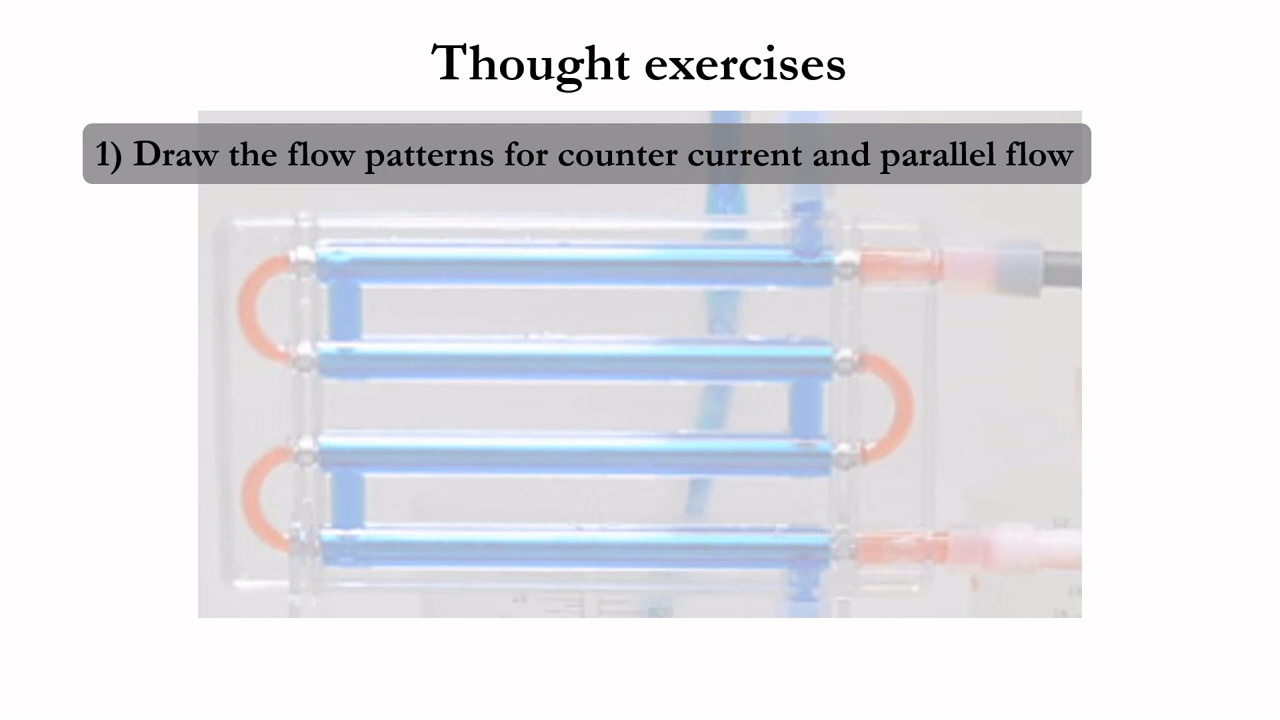 Thought exercises
1) Draw the flow patterns for counter current and parallel flow